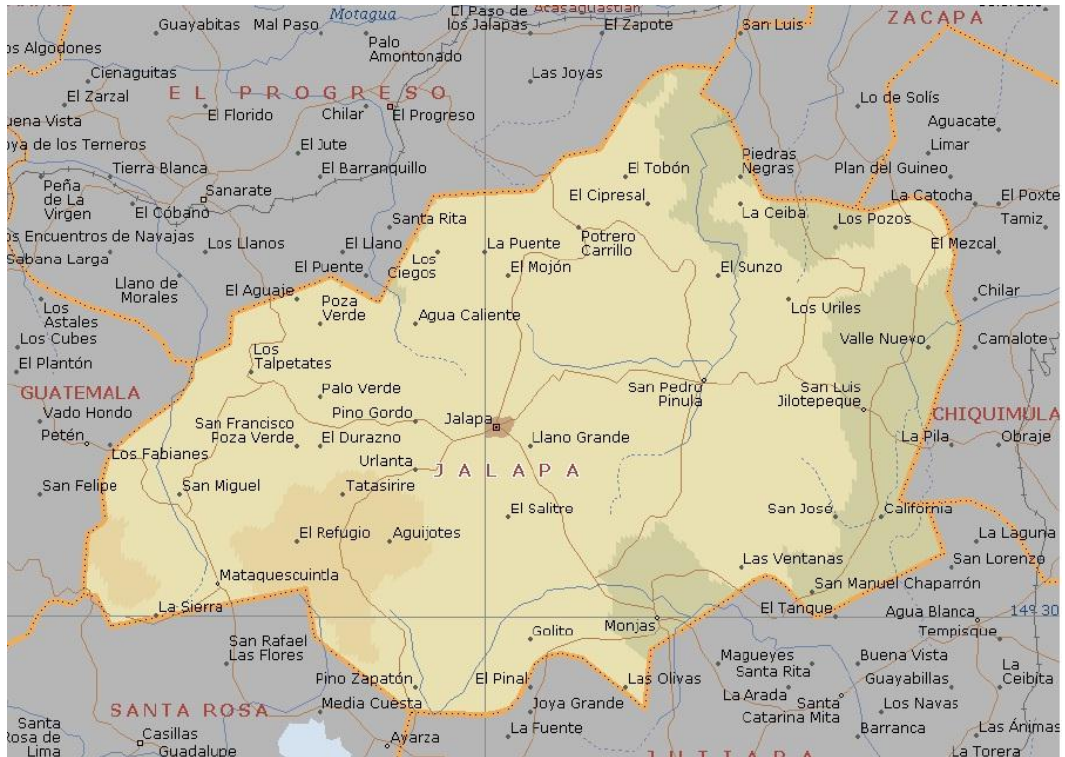 Motagua
El Paso de
los Jalapas
Acasaguastlán
ZACAPA
Guayabitas
Mal Paso
El Zapote
San Luis
Palo
Amontonado
os Algodones
Cienaguitas
Las Joyas
EL PROGRESO
El Zarzal
El Florido
Chilar
El Progreso
Lo de Solís
uena Vista
Aguacate
oya de los Terneros
El Jute
Limar
Tierra Blanca
El Barranquillo
El Tobón
Piedras
Negras
Plan del Guineo
Peña
de La
Virgen
Sanarate
El Cipresal
La Catocha
El Poxte
El Cóbano
Santa Rita
La Ceiba
Los Pozos
Tamiz
os Encuentros de Navajas
Los Llanos
El Llano
La Puente
Potrero
Carrillo
El Mezcal
Sabana Larga
Los
Ciegos
El Puente
El Mojón
El Sunzo
Llano de
Morales
El Aguaje
Chilar
Los
Astales
Poza
Verde
Agua Caliente
Los Uriles
Los Cubes
Valle Nuevo
Camalote
El Plantón
Los
Talpetates
GUATEMALA
Palo Verde
San Pedro
Pinula
San Luis
Jilotepeque
Vado Hondo
Pino Gordo
Jalapa
CHIQUIMULA
Petén
San Francisco
Poza Verde
El Durazno
Llano Grande
La Pila
Obraje
Los Fabianes
Urlanta
JALAPA
San Felipe
San Miguel
Tatasirire
El Salitre
San José
California
El Refugio
Aguijotes
La Laguna
Las Ventanas
San Lorenzo
Mataquescuintla
San Manuel Chaparrón
La Sierra
El Tanque
Agua Blanca
14º 30
Monjas
Tempisque
Golito
San Rafael
Las Flores
Magueyes
Buena Vista
La
Ceibita
Santa Rita
Guayabillas
Pino Zapatón
El Pinal
Las Olivas
La Arada
Santa
Catarina Mita
Los Navas
Media Cuesta
Joya Grande
SANTA ROSA
La Fuente
Barranca
Las Ánimas
Santa
Rosa de
Lima
Casillas
Guadalupe
Ayarza
JUTIAPA
La Torera